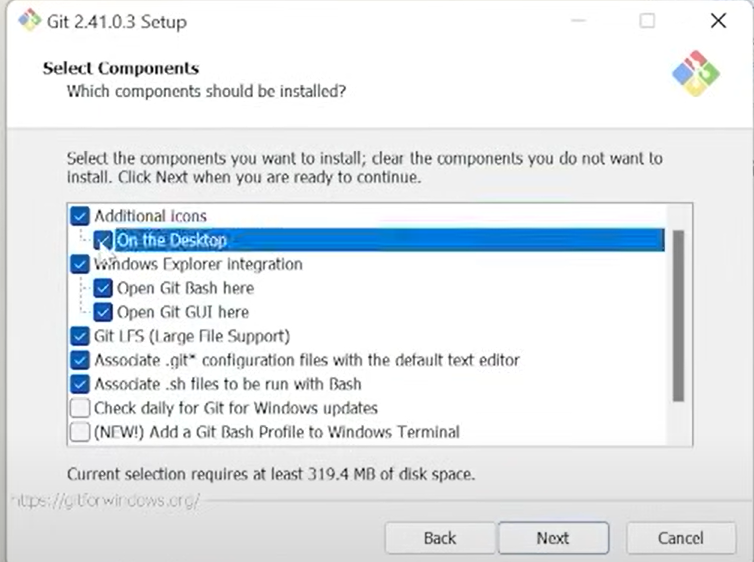 Git 2.41.0.3 Setup
Select Components
Which components should be installed?
Select the components you want to install; clear the components you do not want to
install. Click Next when you are ready to continue.
Additional icons
On the Desktop
Windows Explorer integration
Open Git Bash here
Open Git GUI here
Git LFS (Large File Support)
Associate .git* configuration files with the default text editor
Associate .sh files to be run with Bash
Check daily for Git for Windows updates
(NEW!) Add a Git Bash Profile to Windows Terminal
Current selection requires at least 319.4 MB of disk space.
https://gitforwindows.org/
Back
Next
Cancel